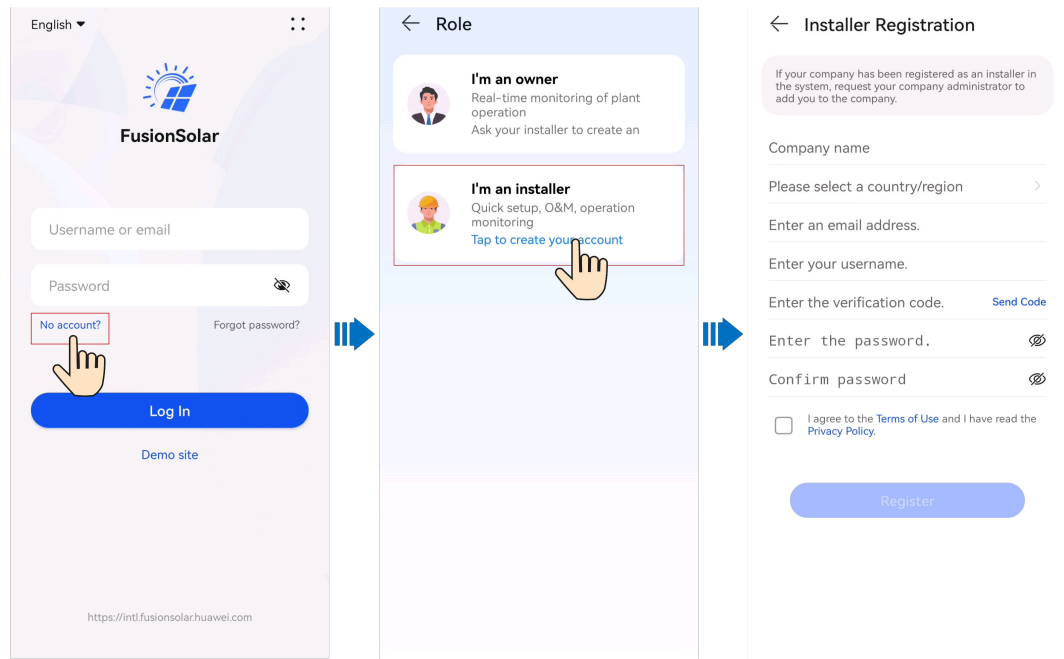 English
FusionSolar
Username or email
Password
No account?
Forgot password?
Log In
Demo site
https://intl.fusionsolar.huawei.com
Role
I'm an owner
Real-time monitoring of plant
operation
Ask your installer to create an
I'm an installer
Quick setup, O&M, operation
monitoring
Tap to create your account
Installer Registration
If your company has been registered as an installer in
the system, request your company administrator to
add you to the company.
Company name
Please select a country/region
Enter an email address.
Enter your username.
Enter the verification code. Send Code
Enter the password.
Confirm password
I agree to the Terms of Use and I have read the
Privacy Policy.
Register